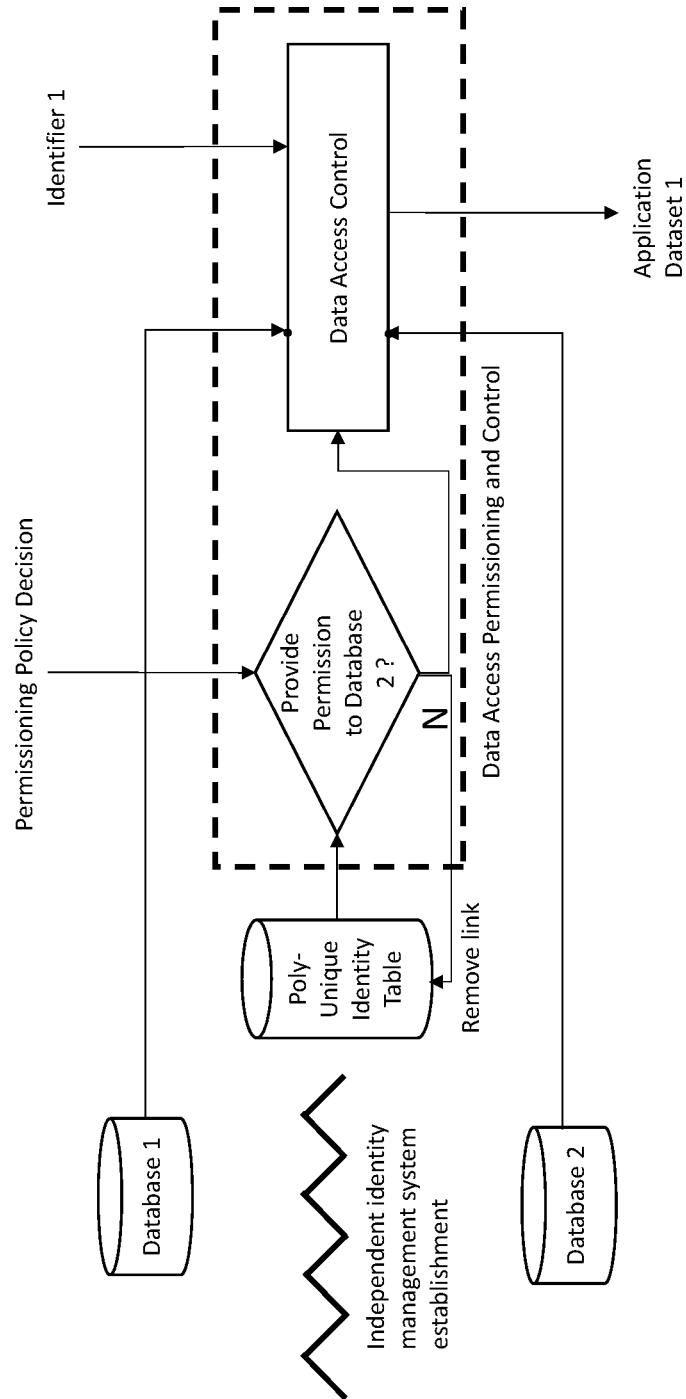 Permissioning Policy Decision
Identifier 1
Database 1
Poly-
Unique
Identity
Table
Provide
Permission
to Database
2 ?
Data Access Control
N
Remove link
Data Access Permissioning and Control
Independent identity
management system
establishment
Database 2
Application
Dataset 1